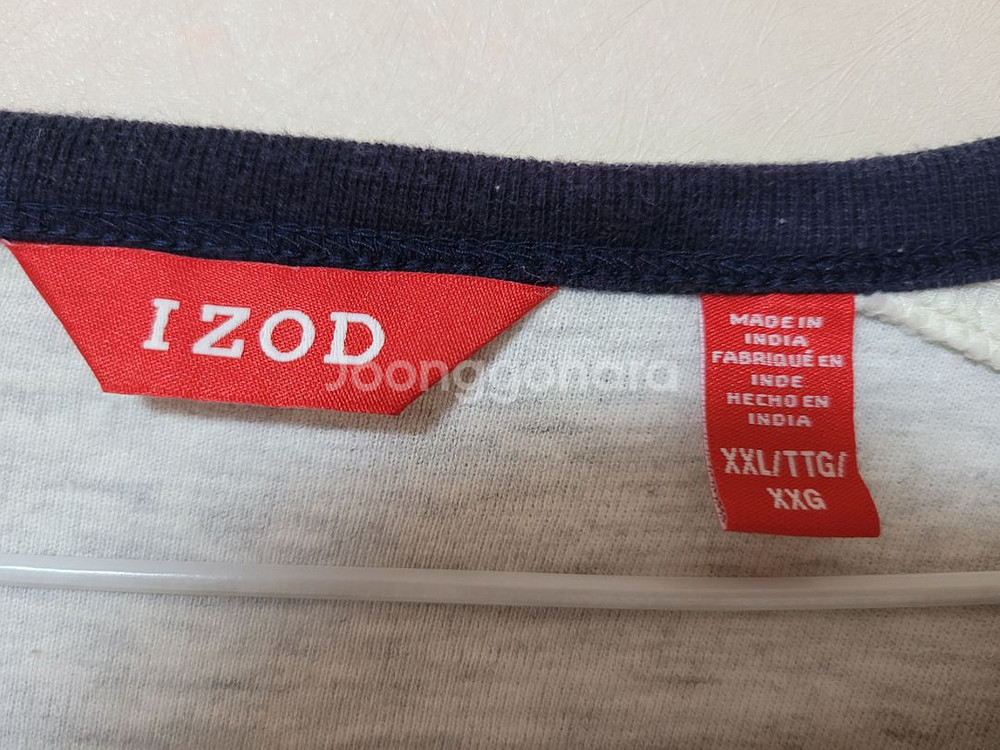 IZOD
Joonggonara
MADE IN
INDIA
FABRIQUÉ EN
INDE
HECHO EN
INDIA
XXL/TTG/
XXG